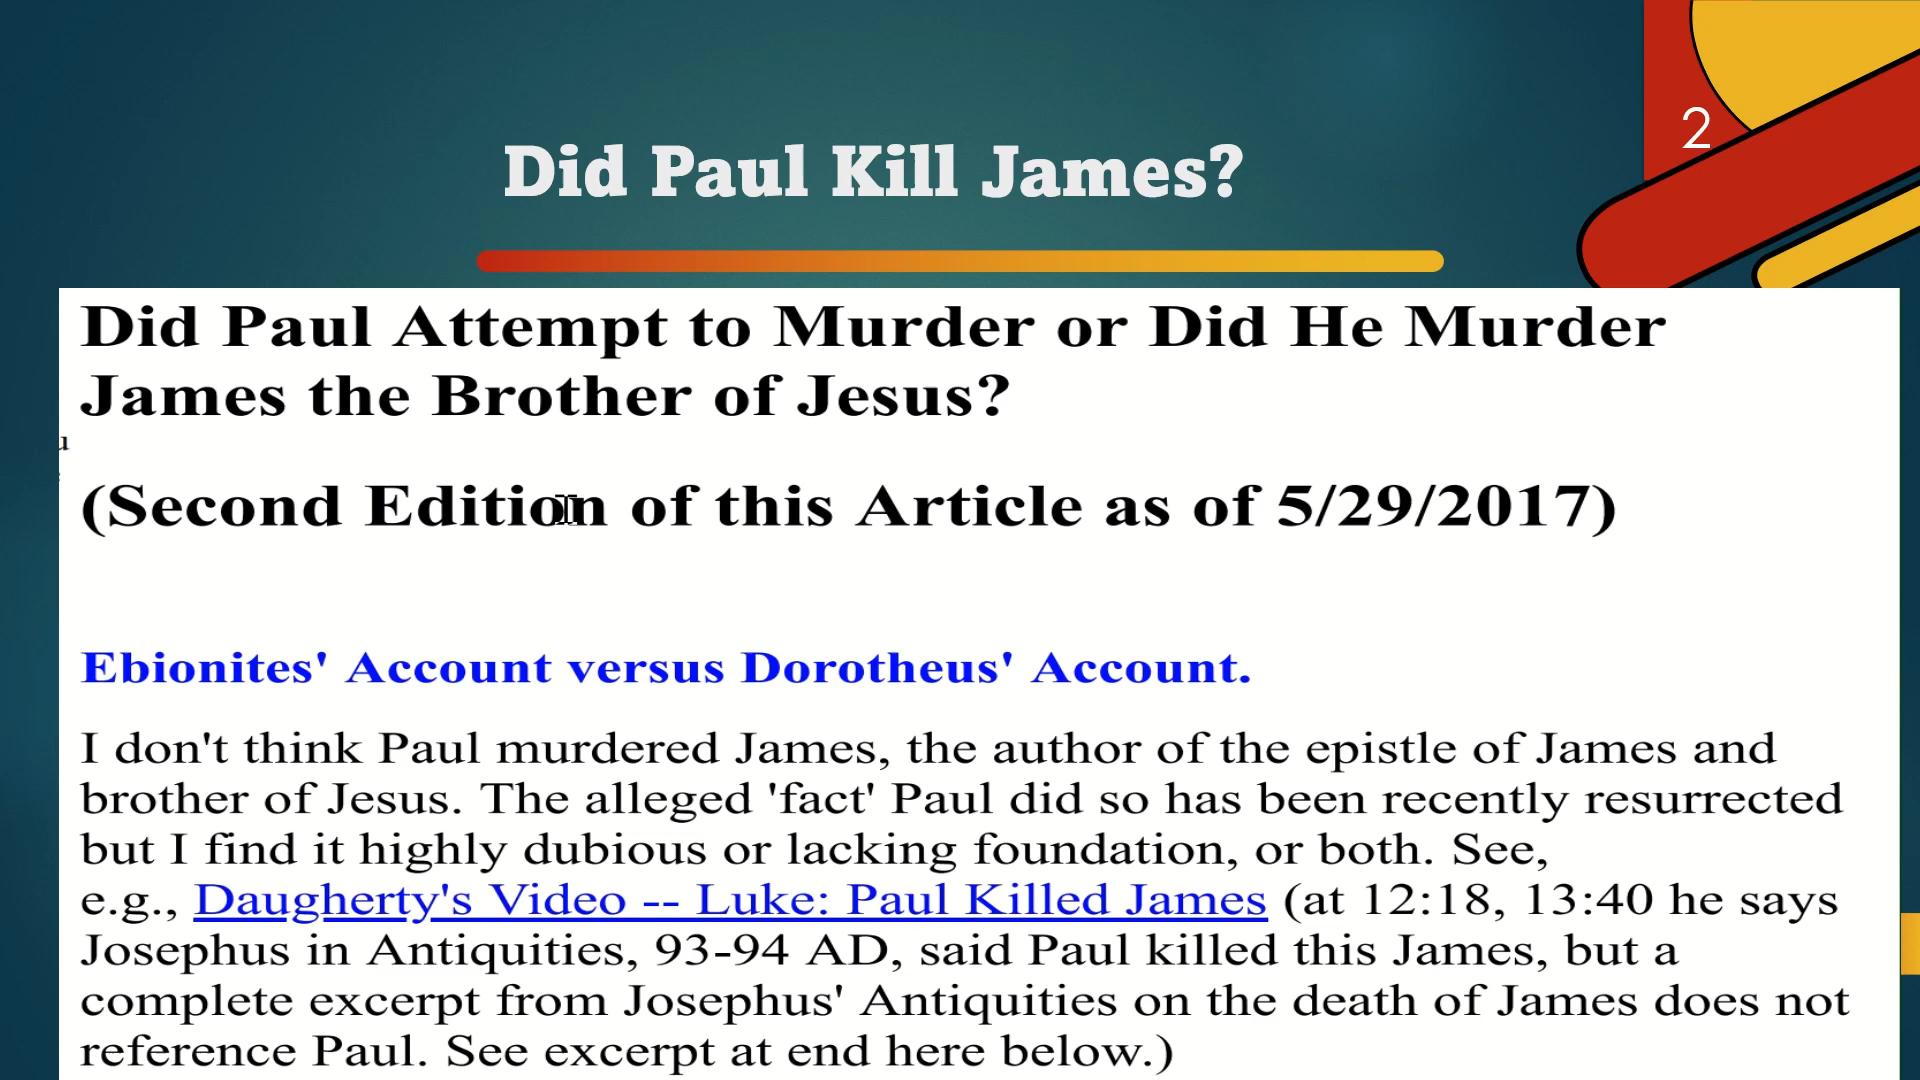 2
Did Paul Kill James?
Did Paul Attempt to Murder or Did He Murder
James the Brother of Jesus?
u
(Second Edition of this Article as of 5/29/2017)
Ebionites' Account versus Dorotheus' Account.
I don't think Paul murdered James, the author of the epistle of James and
brother of Jesus. The alleged 'fact' Paul did so has been recently resurrected
but I find it highly dubious or lacking foundation, or both. See,
e.g., Daugherty's Video -- Luke: Paul Killed James (at 12:18, 13:40 he says
Josephus in Antiquities, 93-94 AD, said Paul killed this James, but a
complete excerpt from Josephus' Antiquities on the death of James does not
reference Paul. See excerpt at end here below.)